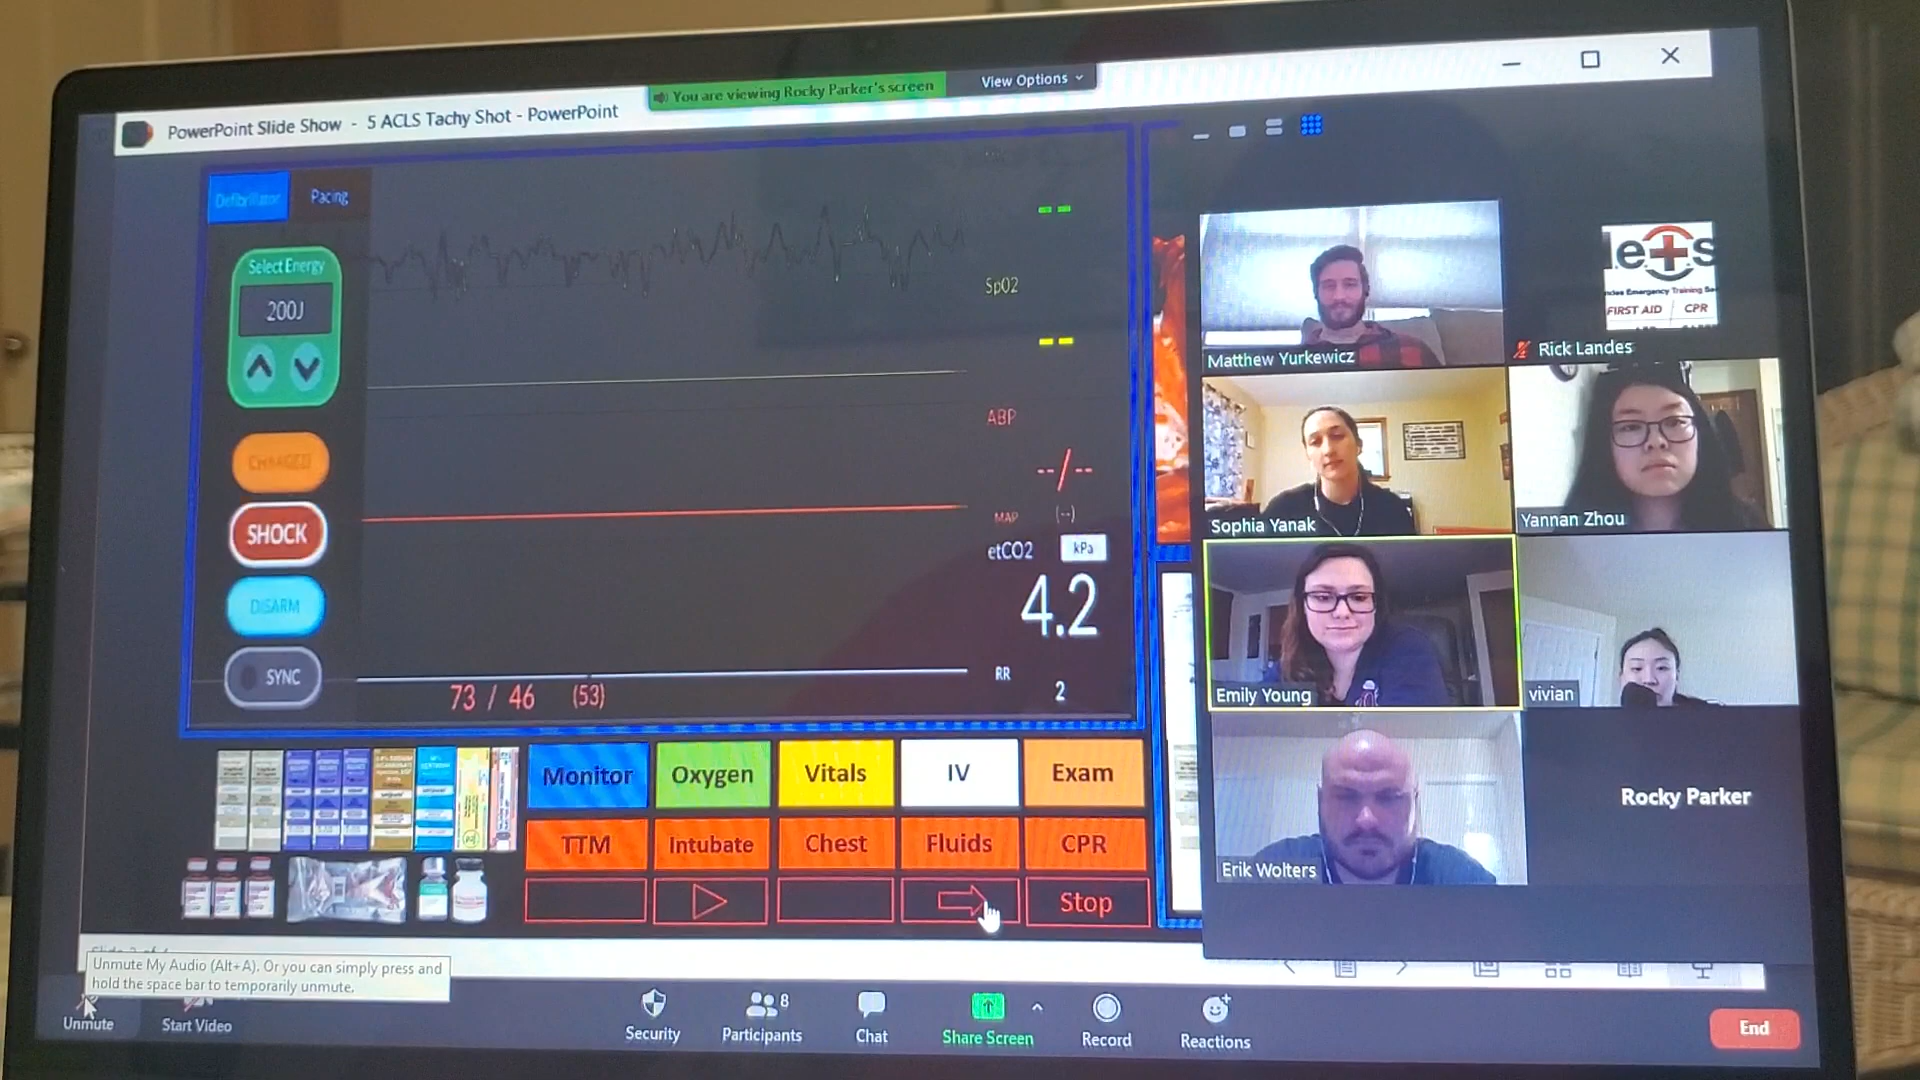 You are viewing Rocky Parker's screen
View Options
PowerPoint Slide Show - 5 ACLS Tachy Shot - PowerPoint
Defibrillator
Pacing
Select Energy
200J
CHARGED
SHOCK
DISARM
SYNC
SpO2
ABP
--/--
MAP (--)
etCO2 kPa
4.2
RR
2
73 / 46 (53)
Monitor
Oxygen
Vitals
IV
Exam
TTM
Intubate
Chest
Fluids
CPR
Stop
Matthew Yurkewicz
le+s
FIRST AID CPR
Rick Landes
Sophia Yanak
Yannan Zhou
Emily Young
vivian
Erik Wolters
Rocky Parker
Unmute My Audio (Alt+A). Or you can simply press and
hold the space bar to temporarily unmute.
Unmute
Start Video
Security
8
Participants
Chat
Share Screen
Record
Reactions
End